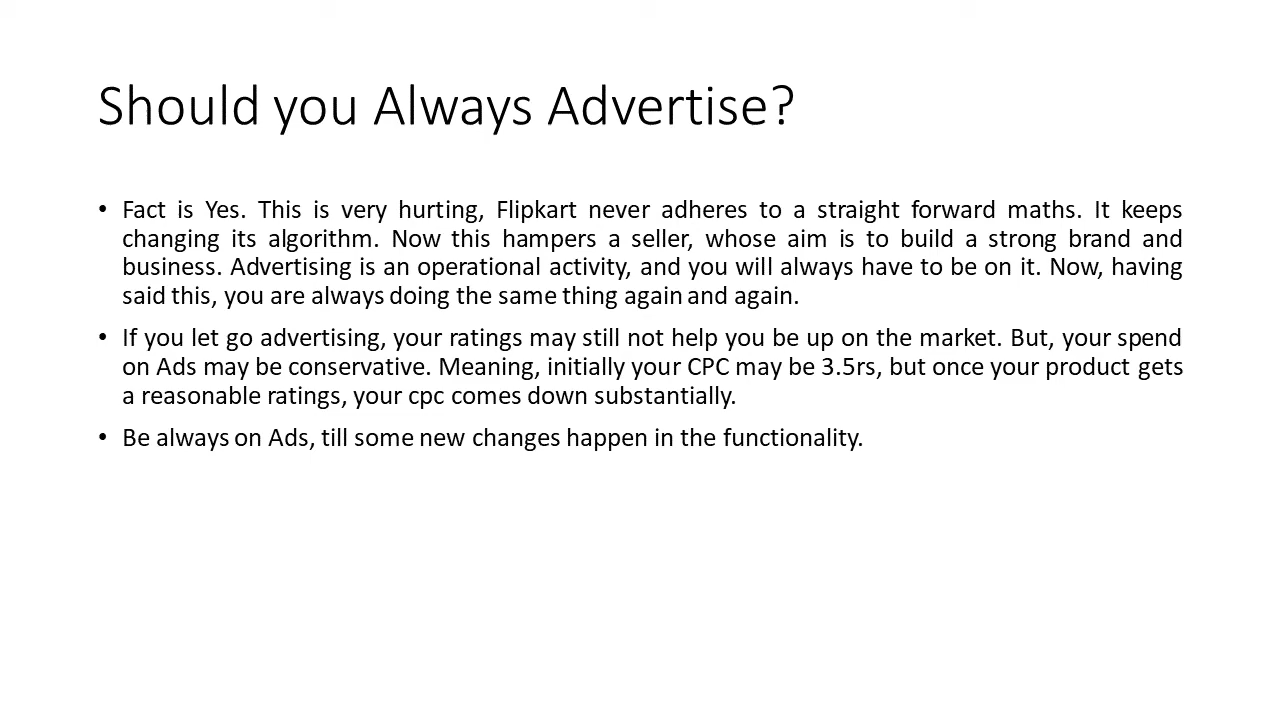 Should you Always Advertise?
• Fact is Yes. This is very hurting, Flipkart never adheres to a straight forward maths. It keeps
changing its algorithm. Now this hampers a seller, whose aim is to build a strong brand and
business. Advertising is an operational activity, and you will always have to be on it. Now, having
said this, you are always doing the same thing again and again.
• If you let go advertising, your ratings may still not help you be up on the market. But, your spend
on Ads may be conservative. Meaning, initially your CPC may be 3.5rs, but once your product gets
a reasonable ratings, your cpc comes down substantially.
• Be always on Ads, till some new changes happen in the functionality.